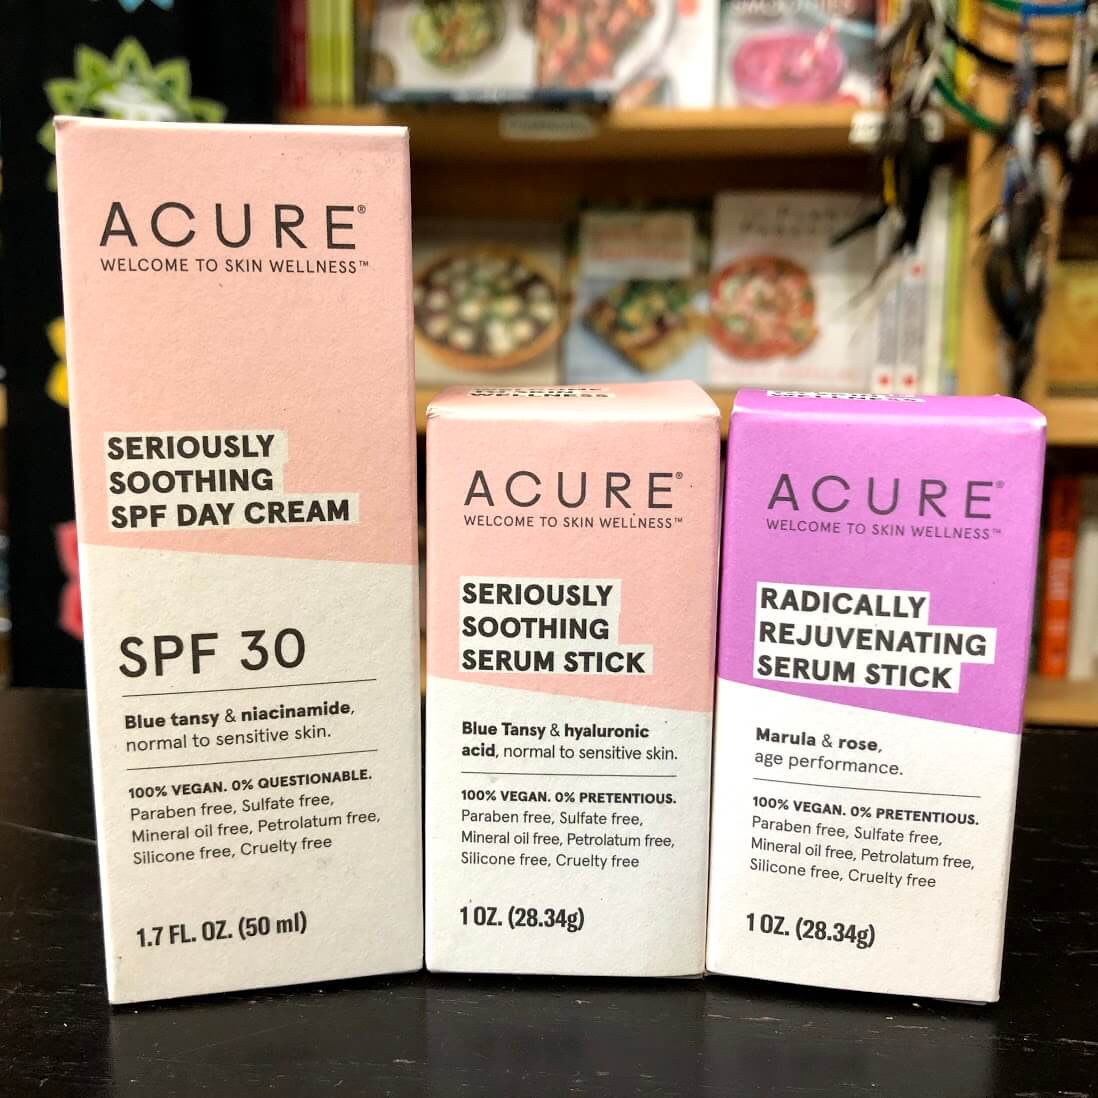 ACURE®
WELCOME TO SKIN WELLNESS™
SERIOUSLY
SOOTHING
SPF DAY CREAM
SPF 30
Blue tansy & niacinamide,
normal to sensitive skin.
100% VEGAN. 0% QUESTIONABLE.
Paraben free, Sulfate free,
Mineral oil free, Petrolatum free,
Silicone free, Cruelty free
1.7 FL. OZ. (50 ml)
WELLNESS
ACURE®
WELCOME TO SKIN WELLNESS™
SERIOUSLY
SOOTHING
SERUM STICK
Blue Tansy & hyaluronic
acid, normal to sensitive skin.
100% VEGAN. 0% PRETENTIOUS.
Paraben free, Sulfate free,
Mineral oil free, Petrolatum free,
Silicone free, Cruelty free
1 OZ. (28.34g)
WELLNESS
ACURE®
WELCOME TO SKIN WELLNESS™
RADICALLY
REJUVENATING
SERUM STICK
Marula & rose,
age performance.
100% VEGAN. 0% PRETENTIOUS.
Paraben free, Sulfate free,
Mineral oil free, Petrolatum free,
Silicone free, Cruelty free
1 OZ. (28.34g)